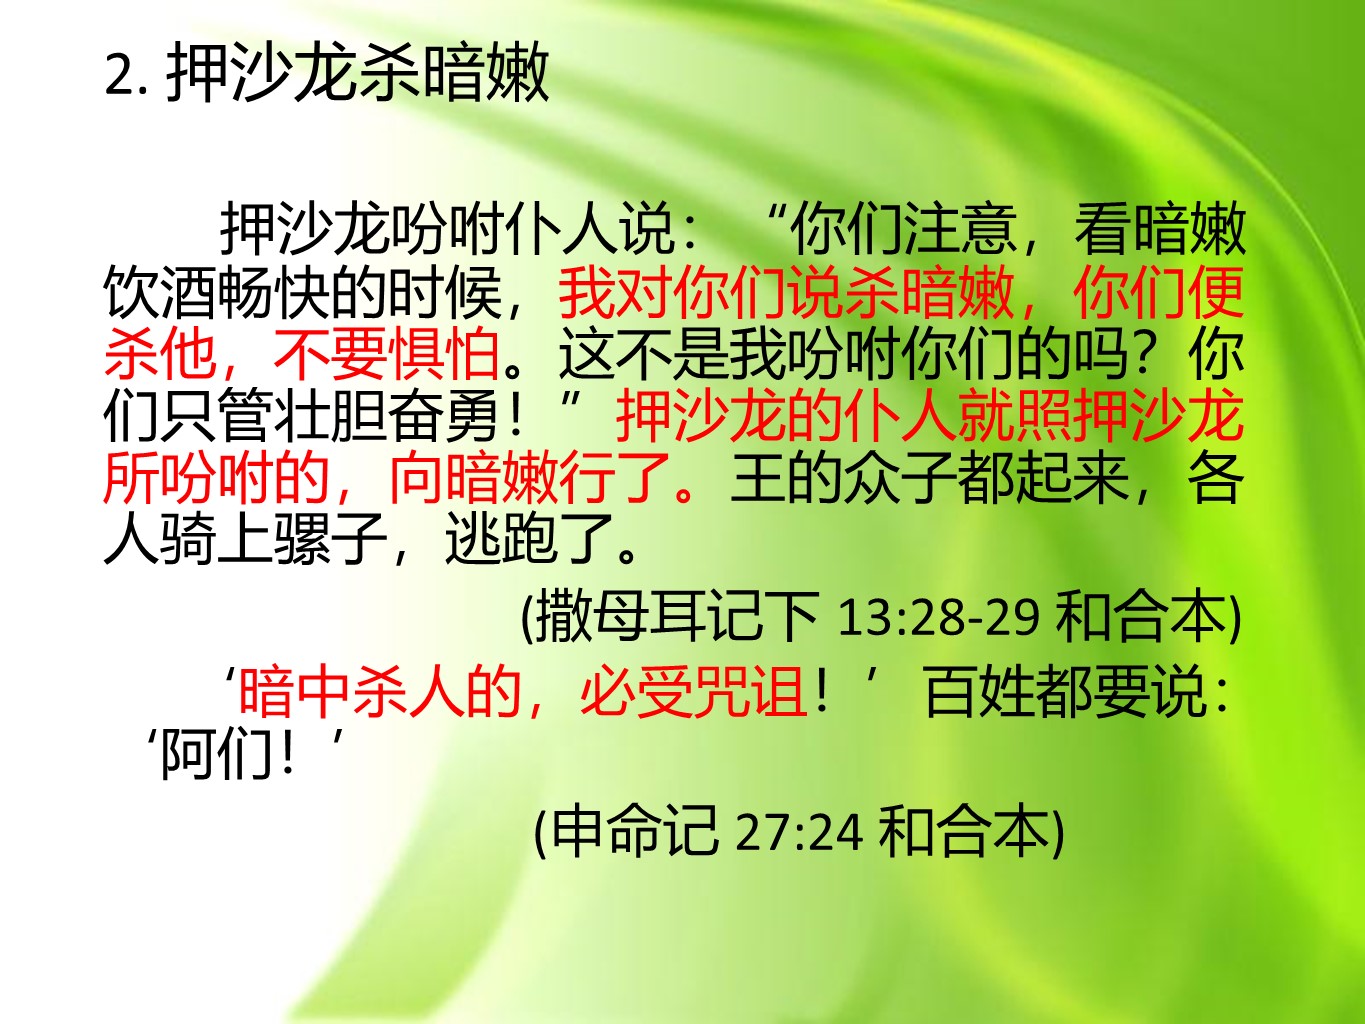 2. 押沙龙杀暗嫩
押沙龙吩咐仆人说：“你们注意，看暗嫩
饮酒畅快的时候，我对你们说杀暗嫩，你们便
杀他，不要惧怕。这不是我吩咐你们的吗？你
们只管壮胆奋勇！”押沙龙的仆人就照押沙龙
所吩咐的，向暗嫩行了。王的众子都起来，各
人骑上骡子，逃跑了。
(撒母耳记下 13:28-29 和合本)
‘暗中杀人的，必受咒诅！’百姓都要说：
‘阿们！’
(申命记 27:24 和合本)